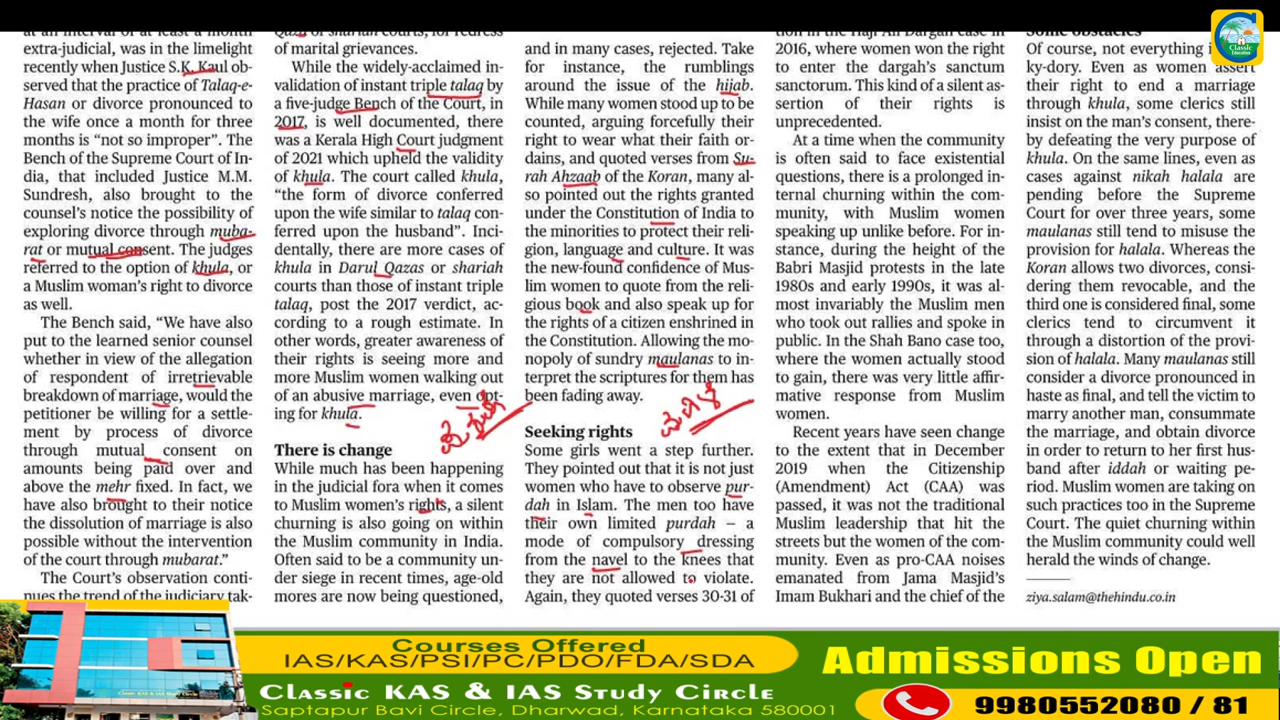 at an interval of at least a month
extra-judicial, was in the limelight
recently when Justice S.K. Kaul ob-
served that the practice of Talaq-e-
Hasan or divorce pronounced to
the wife once a month for three
months is “not so improper”. The
Bench of the Supreme Court of In-
dia, that included Justice M.M.
Sundresh, also brought to the
counsel’s notice the possibility of
exploring divorce through muba-
rat or mutual consent. The judges
referred to the option of khula, or
a Muslim woman’s right to divorce
as well.
The Bench said, “We have also
put to the learned senior counsel
whether in view of the allegation
of respondent of irretrievable
breakdown of marriage, would the
petitioner be willing for a settle-
ment by process of divorce
through mutual consent on
amounts being paid over and
above the mehr fixed. In fact, we
have also brought to their notice
the dissolution of marriage is also
possible without the intervention
of the court through mubarat.”
The Court’s observation conti-
nues the trend of the judiciary tak-
Qazas or shariah courts, for redress
of marital grievances.
While the widely-acclaimed in-
validation of instant triple talaq by
a five-judge Bench of the Court, in
2017, is well documented, there
was a Kerala High Court judgment
of 2021 which upheld the validity
of khula. The court called khula,
“the form of divorce conferred
upon the wife similar to talaq con-
ferred upon the husband”. Inci-
dentally, there are more cases of
khula in Darul Qazas or shariah
courts than those of instant triple
talaq, post the 2017 verdict, ac-
cording to a rough estimate. In
other words, greater awareness of
their rights is seeing more and
more Muslim women walking out
of an abusive marriage, even opt-
ing for khula.
There is change
While much has been happening
in the judicial fora when it comes
to Muslim women’s rights, a silent
churning is also going on within
the Muslim community in India.
Often said to be a community un-
der siege in recent times, age-old
mores are now being questioned,
and in many cases, rejected. Take
for instance, the rumblings
around the issue of the hijab.
While many women stood up to be
counted, arguing forcefully their
right to wear what their faith or-
dains, and quoted verses from Su-
rah Ahzaab of the Koran, many al-
so pointed out the rights granted
under the Constitution of India to
the minorities to protect their reli-
gion, language and culture. It was
the new-found confidence of Mus-
lim women to quote from the reli-
gious book and also speak up for
the rights of a citizen enshrined in
the Constitution. Allowing the mo-
nopoly of sundry maulanas to in-
terpret the scriptures for them has
been fading away.
Seeking rights
Some girls went a step further.
They pointed out that it is not just
women who have to observe pur-
dah in Islam. The men too have
their own limited purdah – a
mode of compulsory dressing
from the navel to the knees that
they are not allowed to violate.
Again, they quoted verses 30-31 of
tion in the Haji Ali Dargah case in
2016, where women won the right
to enter the dargah’s sanctum
sanctorum. This kind of a silent as-
sertion of their rights is
unprecedented.
At a time when the community
is often said to face existential
questions, there is a prolonged in-
ternal churning within the com-
munity, with Muslim women
speaking up unlike before. For in-
stance, during the height of the
Babri Masjid protests in the late
1980s and early 1990s, it was al-
most invariably the Muslim men
who took out rallies and spoke in
public. In the Shah Bano case too,
where the women actually stood
to gain, there was very little affir-
mative response from Muslim
women.
Recent years have seen change
to the extent that in December
2019 when the Citizenship
(Amendment) Act (CAA) was
passed, it was not the traditional
Muslim leadership that hit the
streets but the women of the com-
munity. Even as pro-CAA noises
emanated from Jama Masjid’s
Imam Bukhari and the chief of the
Some obstacles
Of course, not everything
ky-dory. Even as women assert
their right to end a marriage
through khula, some clerics still
insist on the man’s consent, there-
by defeating the very purpose of
khula. On the same lines, even as
cases against nikah halala are
pending before the Supreme
Court for over three years, some
maulanas still tend to misuse the
provision for halala. Whereas the
Koran allows two divorces, consi-
dering them revocable, and the
third one is considered final, some
clerics tend to circumvent it
through a distortion of the provi-
sion of halala. Many maulanas still
consider a divorce pronounced in
haste as final, and tell the victim to
marry another man, consummate
the marriage, and obtain divorce
in order to return to her first hus-
band after iddah or waiting pe-
riod. Muslim women are taking on
such practices too in the Supreme
Court. The quiet churning within
the Muslim community could well
herald the winds of change.
ziya.salam@thehindu.co.in
Classic
Education
Courses Offered
IAS/KAS/PSI/PC/PDO/FDA/SDA
Classic KAS & IAS Study Circle
Saptapur Bavi Circle, Dharwad, Karnataka 580001
Admissions Open
9980552080 / 81